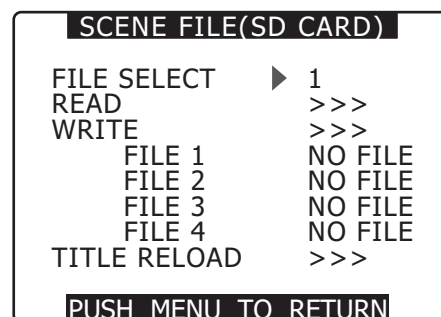 SCENE FILE(SD CARD)
FILE SELECT ▶ 1
READ >>>
WRITE >>>
FILE 1 NO FILE
FILE 2 NO FILE
FILE 3 NO FILE
FILE 4 NO FILE
TITLE RELOAD >>>
PUSH MENU TO RETURN